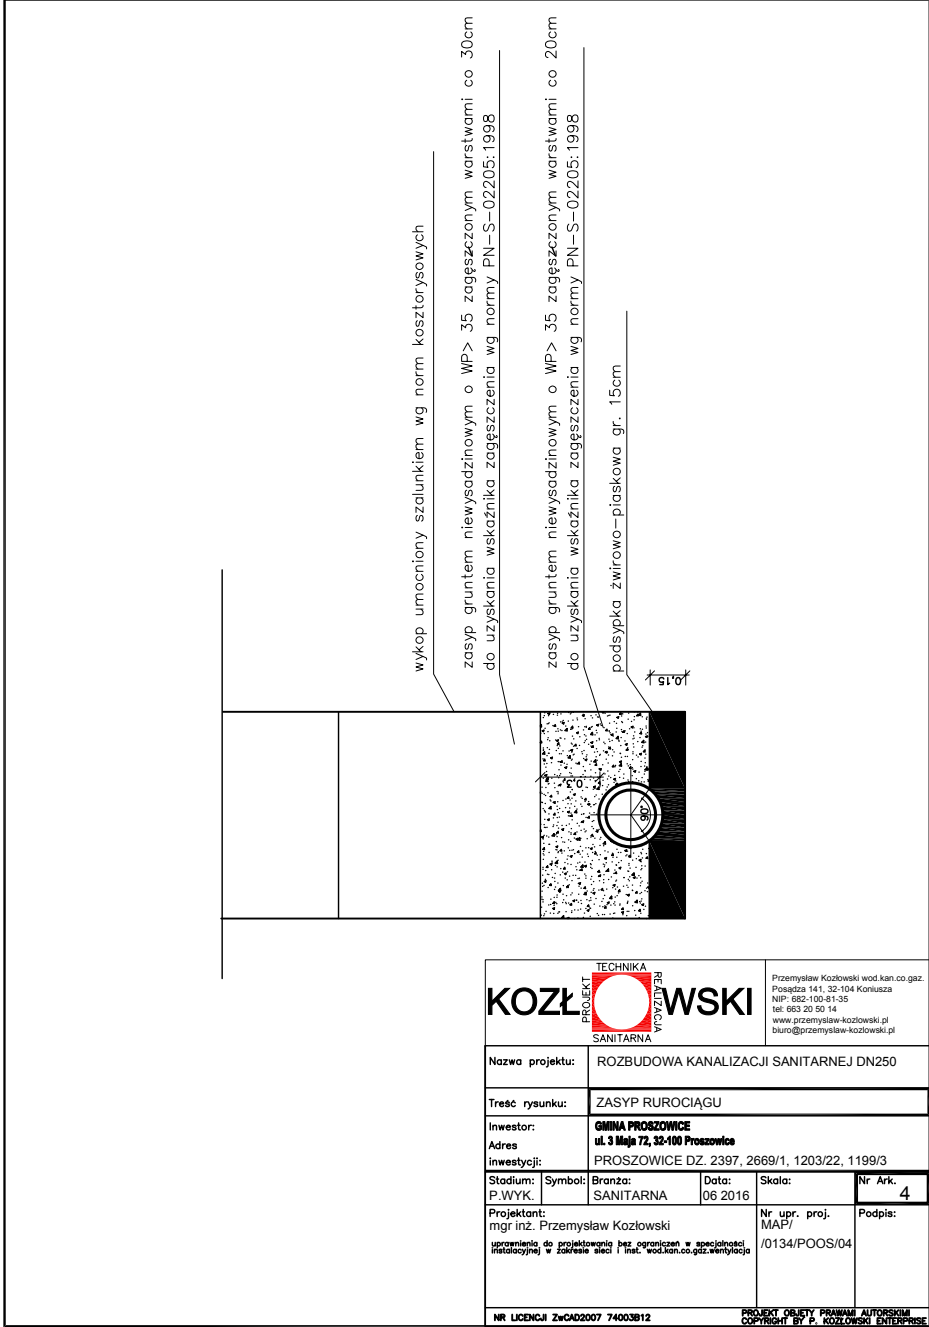 wykop umocniony szalunkiem wg norm kosztorysowych
zasyp gruntem niewysadzinowym o WP> 35 zagęszczonym warstwami co 30cm
do uzyskania wskaźnika zagęszczenia wg normy PN-S-02205:1998
zasyp gruntem niewysadzinowym o WP> 35 zagęszczonym warstwami co 20cm
do uzyskania wskaźnika zagęszczenia wg normy PN-S-02205:1998
podsypka żwirowo-piaskowa gr. 15cm
0,15
0,3
90°
TECHNIKA
PROJEKT
REALIZACJA
SANITARNA
KOZŁ WSKI
Przemysław Kozłowski wod.kan.co.gaz.
Posądza 141, 32-104 Koniusza
NIP: 682-100-81-35
tel: 663 20 50 14
www.przemyslaw-kozlowski.pl
biuro@przemyslaw-kozlowski.pl
Nazwa projektu: ROZBUDOWA KANALIZACJI SANITARNEJ DN250
Treść rysunku: ZASYP RUROCIĄGU
Inwestor: GMINA PROSZOWICE
ul. 3 Maja 72, 32-100 Proszowice
Adres
inwestycji: PROSZOWICE DZ. 2397, 2669/1, 1203/22, 1199/3
Stadium: Symbol: Branża: Data: Skala: Nr Ark.
P.WYK. SANITARNA 06 2016 4
Projektant: Nr upr. proj. Podpis:
mgr inż. Przemysław Kozłowski MAP/
/0134/POOS/04
uprawnienia do projektowania bez ograniczeń w specjalności
instalacyjnej w zakresie sieci i inst. wod.kan.co.gaz.wentylacja
NR LICENCJI ZwCAD2007 74003B12
PROJEKT OBJĘTY PRAWAMI AUTORSKIMI
COPYRIGHT BY P. KOZŁOWSKI ENTERPRISE